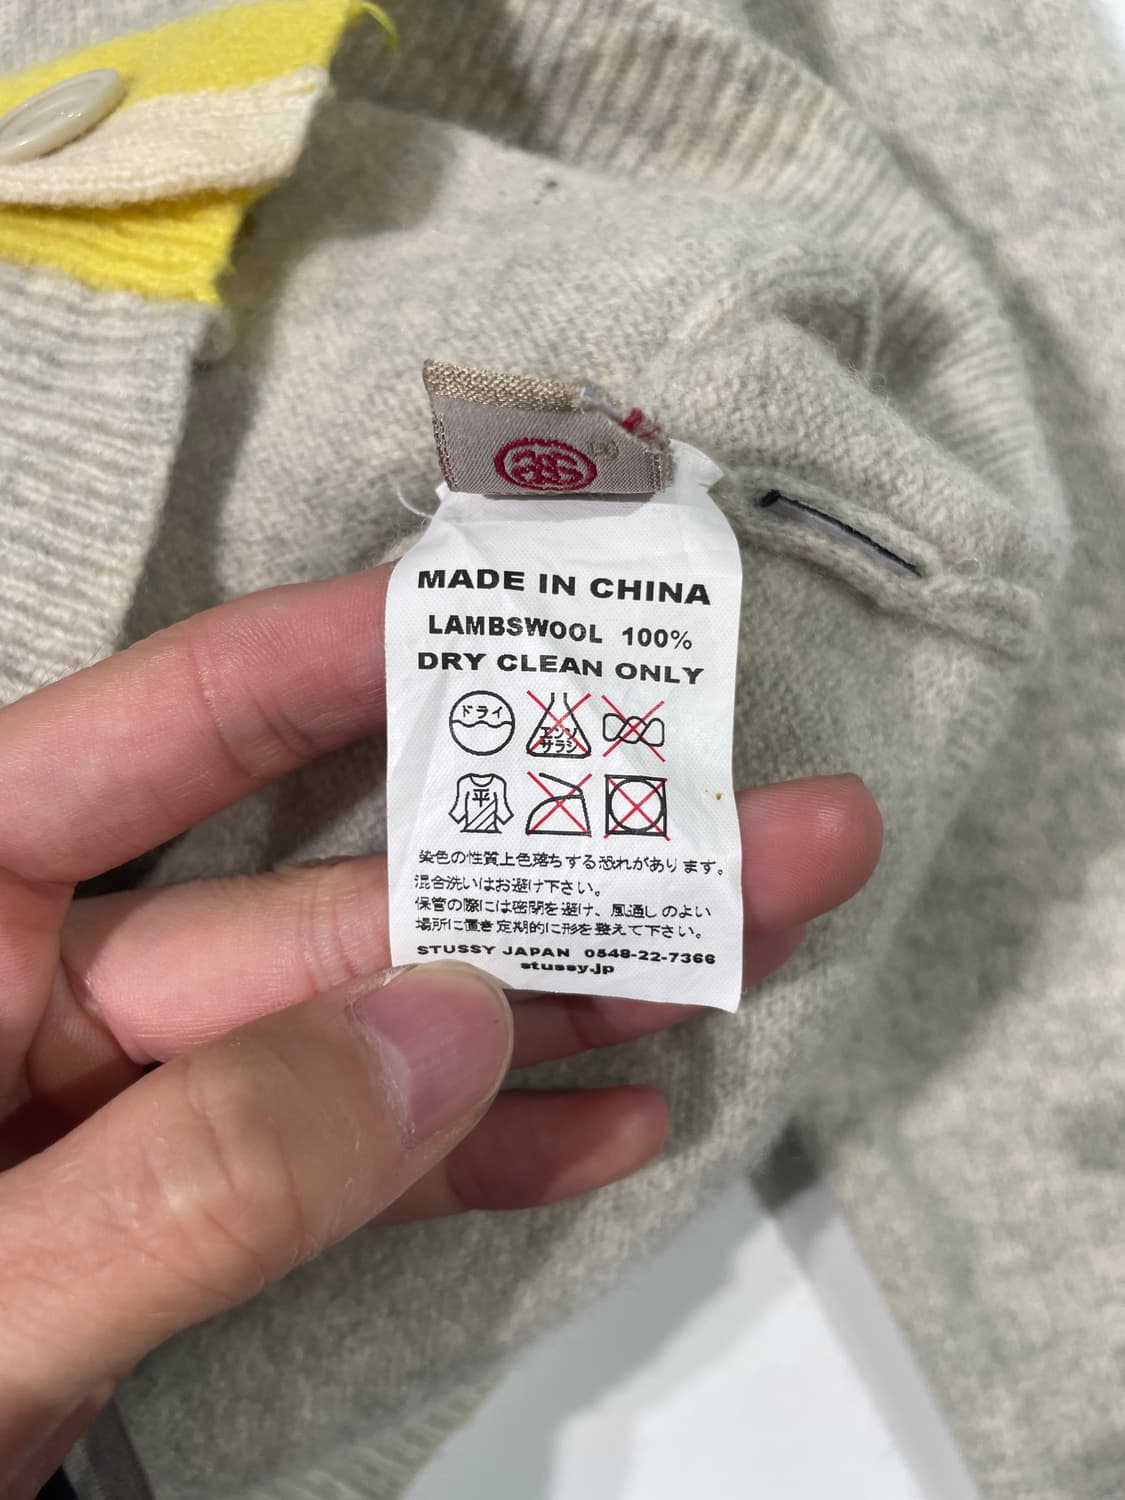 MADE IN CHINA
LAMBSWOOL 100%
DRY CLEAN ONLY
ドライ
エンソ
サラシ
平
染色の性質上色落ちする恐れがあります。
混合洗いはお避け下さい。
保管の際には密閉を避け、風通しのよい
場所に置き定期的に形を整えて下さい。
STUSSY JAPAN 0548-22-7366
stussy.jp